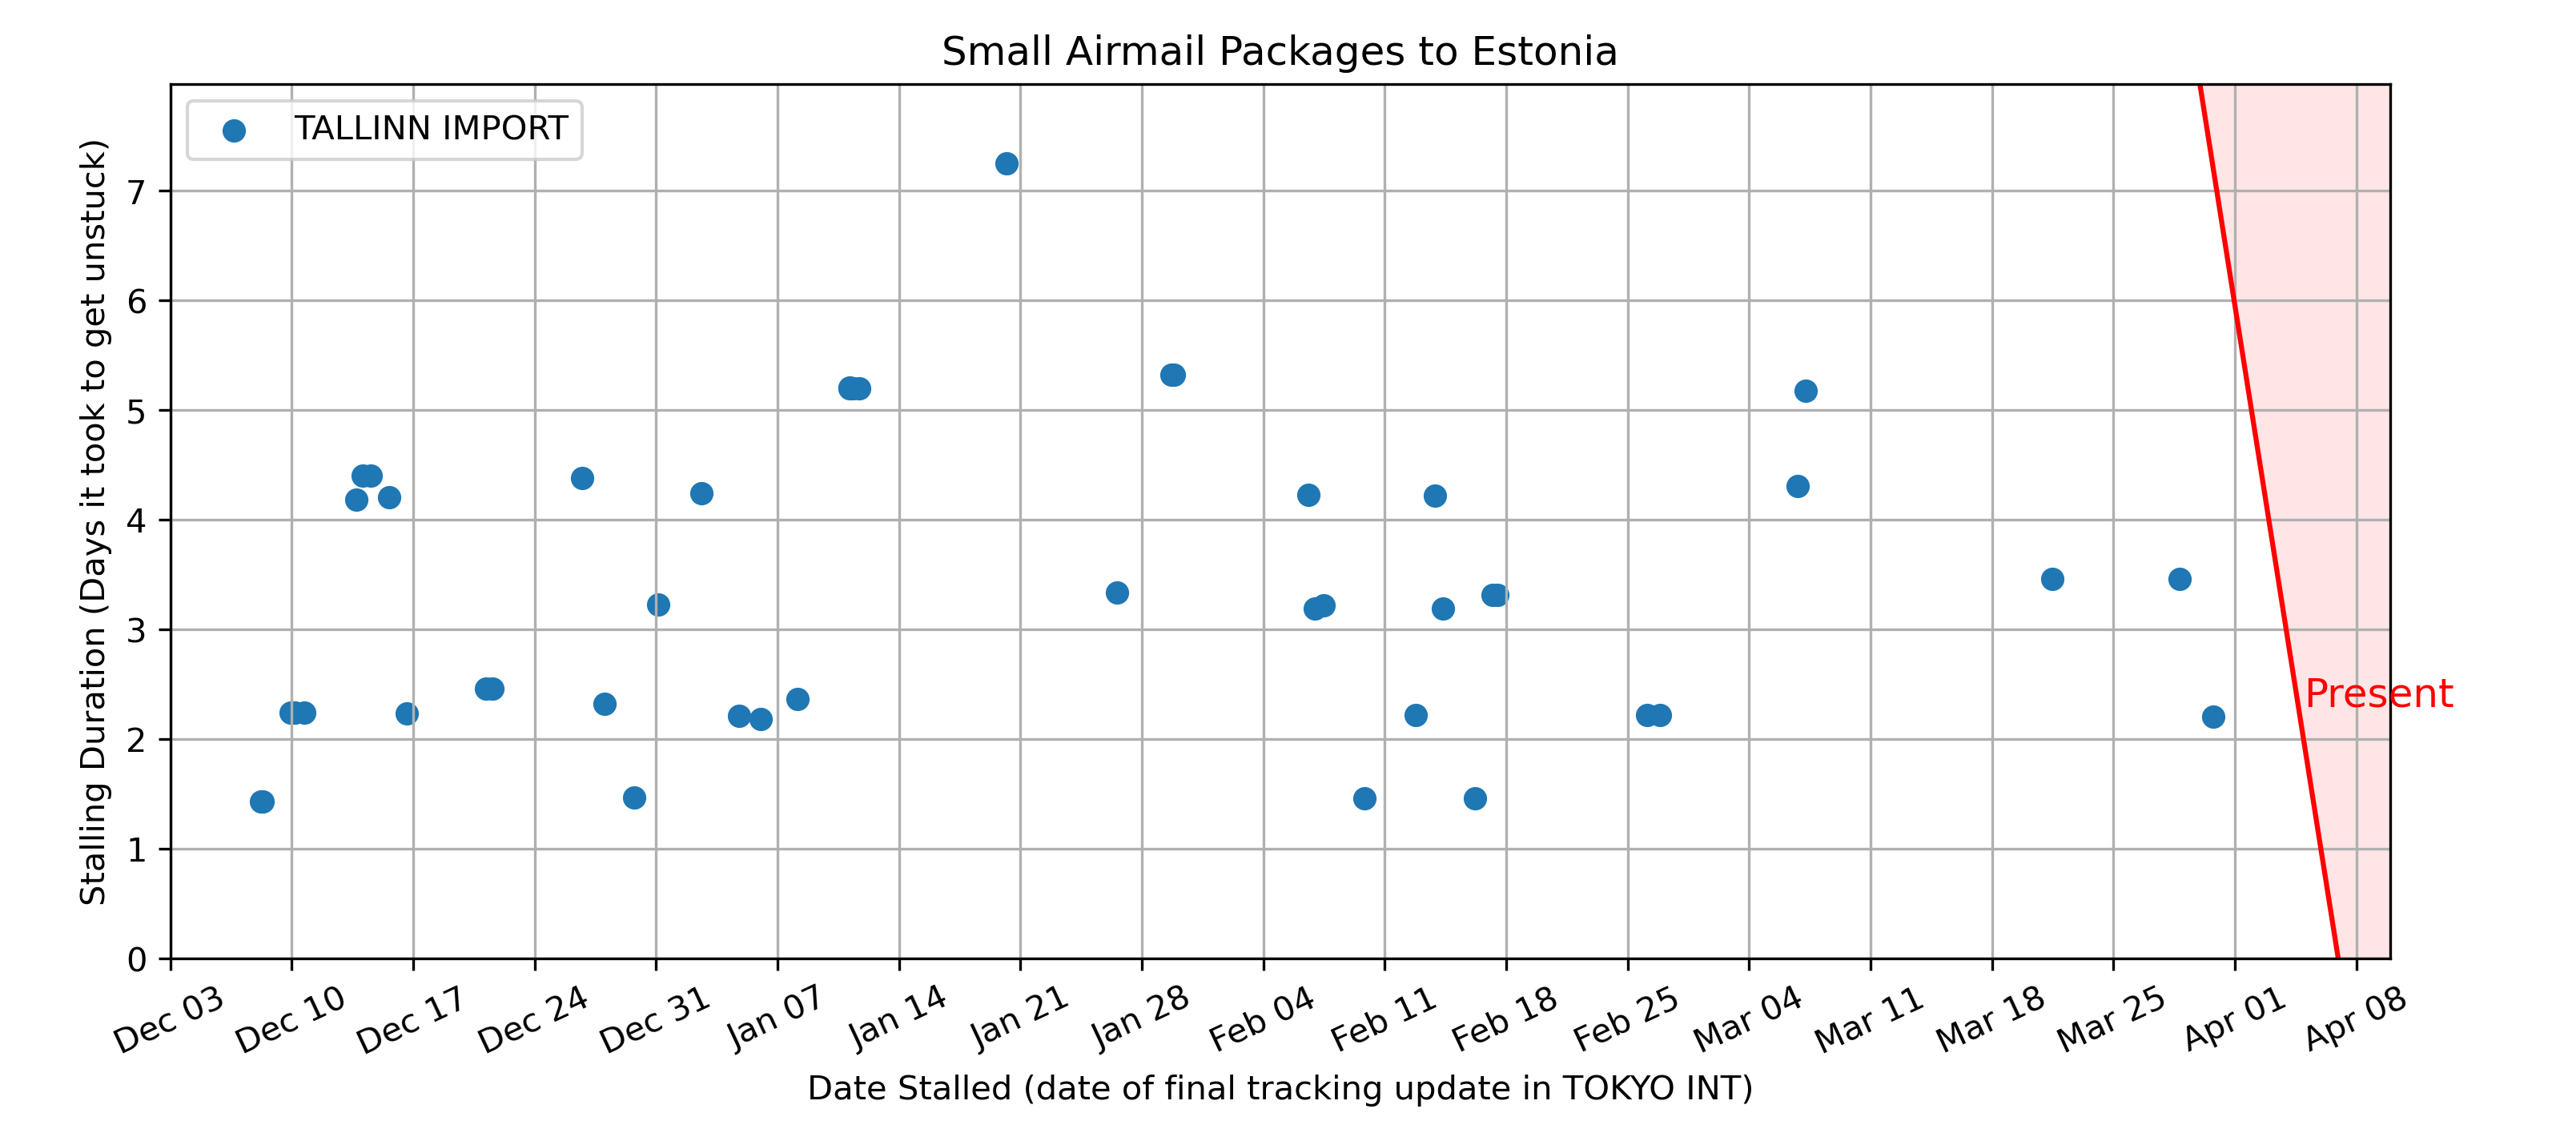 Small Airmail Packages to Estonia
TALLINN IMPORT
Stalling Duration (Days it took to get unstuck)
7
6
5
4
3
2
1
0
Present
Dec 03 Dec 10 Dec 17 Dec 24 Dec 31 Jan 07 Jan 14 Jan 21 Jan 28 Feb 04 Feb 11 Feb 18 Feb 25 Mar 04 Mar 11 Mar 18 Mar 25 Apr 01 Apr 08
Date Stalled (date of final tracking update in TOKYO INT)